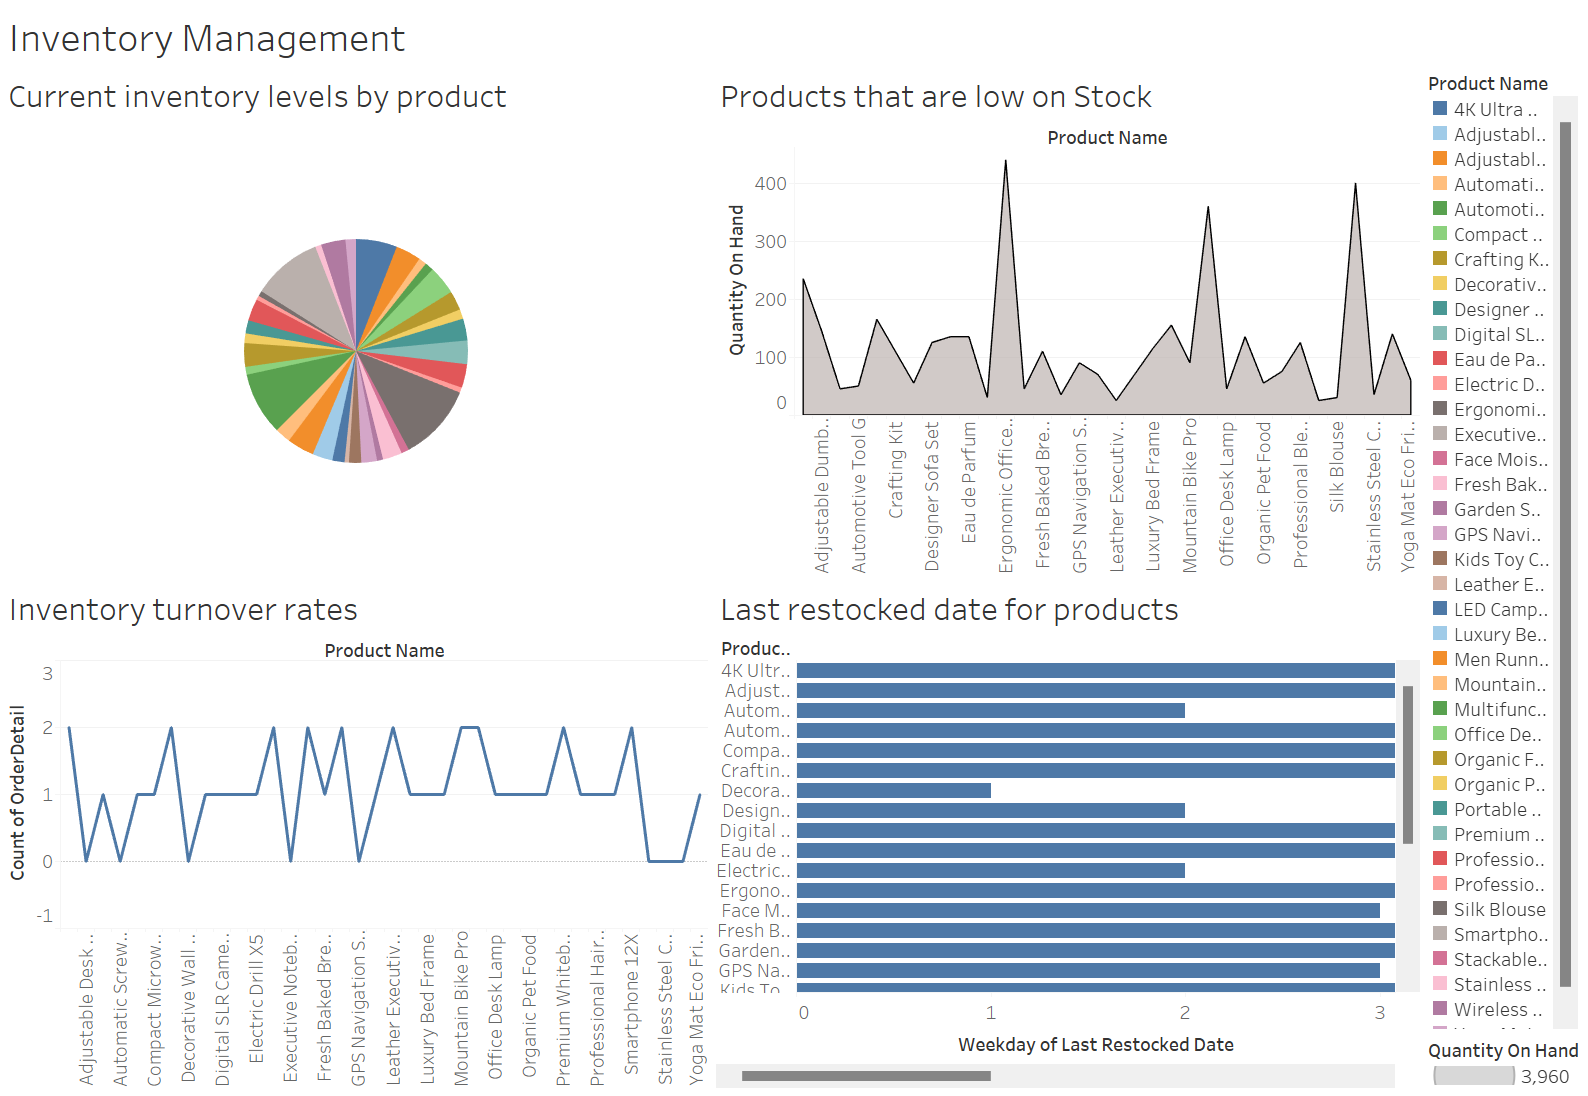 Inventory Management
Current inventory levels by product
Products that are low on Stock
Product Name
Quantity On Hand
400
300
200
100
0
Adjustable Dumb..
Automotive Tool G
Crafting Kit
Designer Sofa Set
Eau de Parfum
Ergonomic Office..
Fresh Baked Bre..
GPS Navigation S..
Leather Executiv..
Luxury Bed Frame
Mountain Bike Pro
Office Desk Lamp
Organic Pet Food
Professional Ble..
Silk Blouse
Stainless Steel C..
Yoga Mat Eco Fri..
Inventory turnover rates
Product Name
Count of OrderDetail
3
2
1
0
-1
Adjustable Desk ..
Automatic Screw..
Compact Microw..
Decorative Wall ..
Digital SLR Came..
Electric Drill X5
Executive Noteb..
Fresh Baked Bre..
GPS Navigation S..
Leather Executiv..
Luxury Bed Frame
Mountain Bike Pro
Office Desk Lamp
Organic Pet Food
Premium Whiteb..
Professional Hair..
Smartphone 12X
Stainless Steel C..
Yoga Mat Eco Fri..
Last restocked date for products
Produc..
4K Ultr..
Adjust..
Autom..
Autom..
Compa..
Craftin..
Decora..
Design..
Digital ..
Eau de ..
Electric..
Ergono..
Face M..
Fresh B..
Garden..
GPS Na..
Kids To..
0
1
2
3
Weekday of Last Restocked Date
Product Name
4K Ultra ..
Adjustabl..
Adjustabl..
Automati..
Automoti..
Compact ..
Crafting K..
Decorativ..
Designer ..
Digital SL..
Eau de Pa..
Electric D..
Ergonomi..
Executive..
Face Mois..
Fresh Bak..
Garden S..
GPS Navi..
Kids Toy C..
Leather E..
LED Camp..
Luxury Be..
Men Runn..
Mountain..
Multifunc..
Office De..
Organic F..
Organic P..
Portable ..
Premium ..
Professio..
Professio..
Silk Blouse
Smartpho..
Stackable..
Stainless ..
Wireless ..
Quantity On Hand
3,960